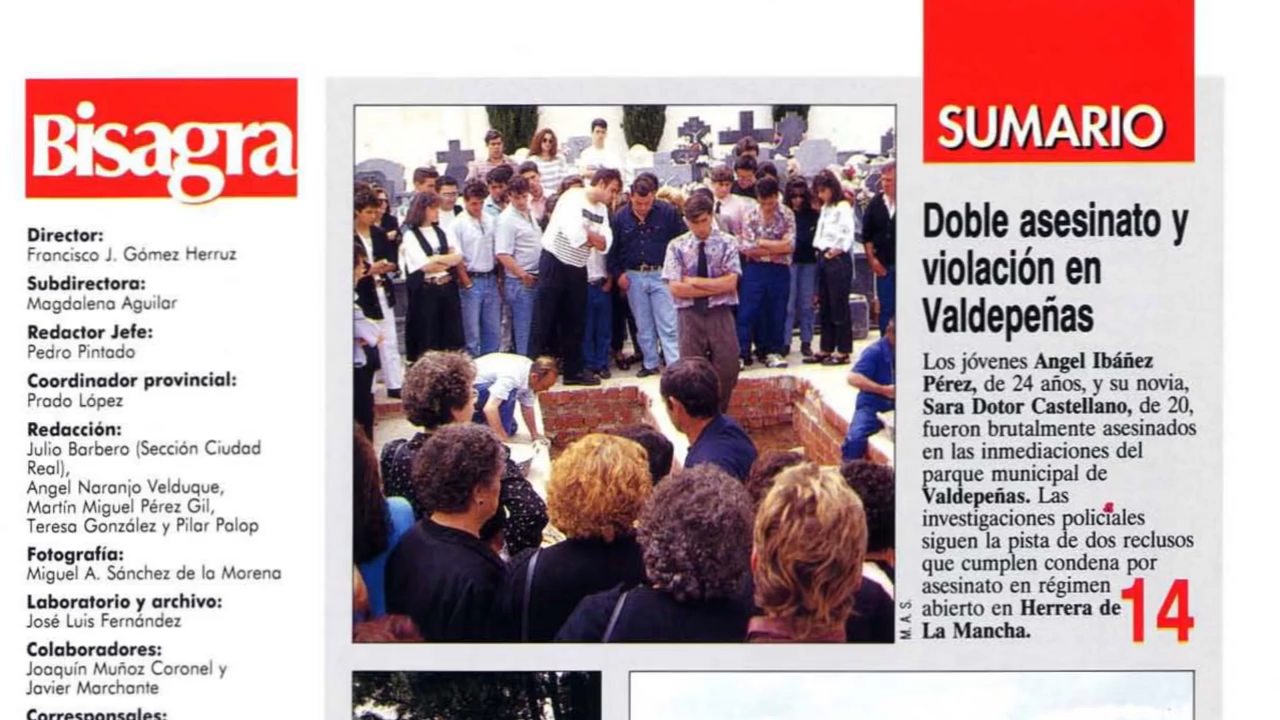 Bisagra
Director:
Francisco J. Gómez Herruz
Subdirectora:
Magdalena Aguilar
Redactor Jefe:
Pedro Pintado
Coordinador provincial:
Prado López
Redacción:
Julio Barbero (Sección Ciudad
Real),
Angel Naranjo Velduque,
Martín Miguel Pérez Gil,
Teresa González y Pilar Palop
Fotografía:
Miguel A. Sánchez de la Morena
Laboratorio y archivo:
José Luis Fernández
Colaboradores:
Joaquín Muñoz Coronel y
Javier Marchante
Corresponsales:
M. A. S.
SUMARIO
Doble asesinato y
violación en
Valdepeñas
Los jóvenes Angel Ibáñez
Pérez, de 24 años, y su novia,
Sara Dotor Castellano, de 20,
fueron brutalmente asesinados
en las inmediaciones del
parque municipal de
Valdepeñas. Las
investigaciones policiales
siguen la pista de dos reclusos
que cumplen condena por
asesinato en régimen
abierto en Herrera de
La Mancha.
14